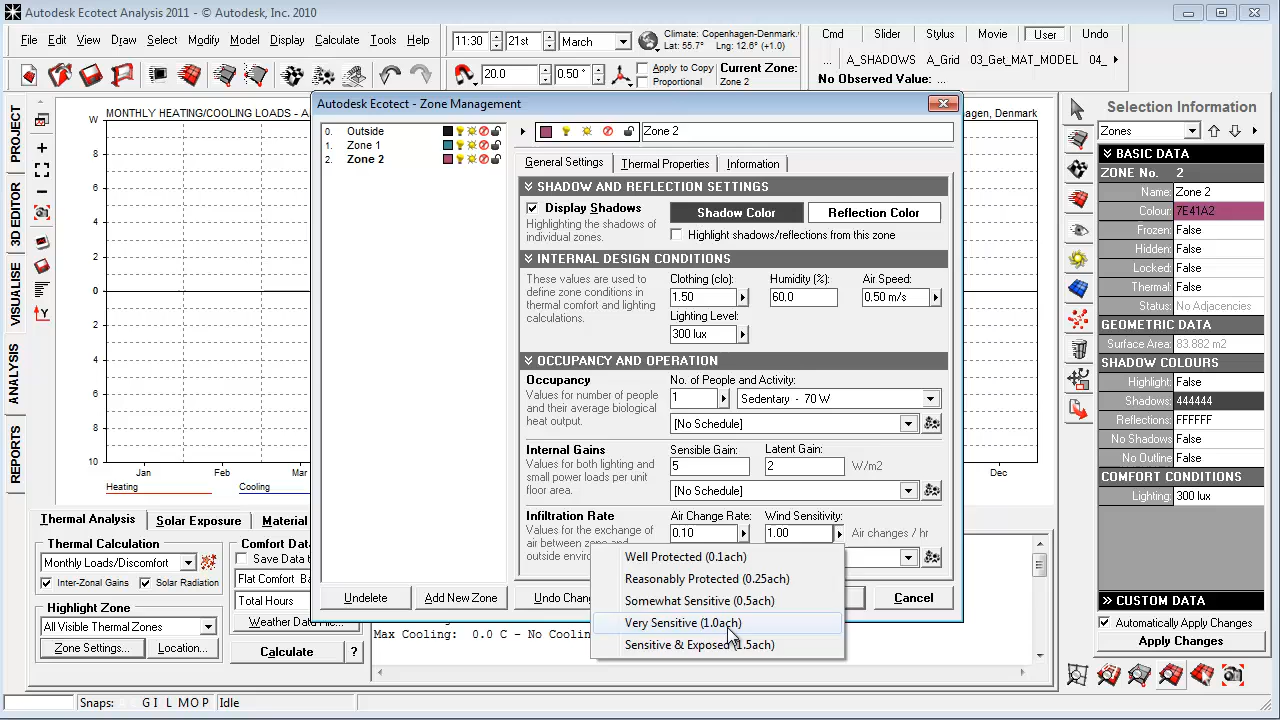 Autodesk Ecotect Analysis 2011 - © Autodesk, Inc. 2010
File Edit View Draw Select Modify Model Display Calculate Tools Help
11:30 21st March
Climate: Copenhagen-Denmark.
Lat: 55.7° Lng: 12.6° (+1.0)
Cmd Slider Stylus Movie User Undo
... A_SHADOWS A_Grid 03_Get_MAT_MODEL 04_
No Observed Value: ...
20.0 0.50 °
Apply to Copy
Proportional
Current Zone:
Zone 2
PROJECT
3D EDITOR
VISUALISE
ANALYSIS
REPORTS
MONTHLY HEATING/COOLING LOADS - A
hagen, Denmark
W
8
6
4
2
0
2
4
6
8
10
Jan Feb Mar Dec
Heating Cooling
Autodesk Ecotect - Zone Management
0. Outside
1. Zone 1
2. Zone 2
Zone 2
General Settings Thermal Properties Information
SHADOW AND REFLECTION SETTINGS
Display Shadows
Highlighting the shadows of
individual zones.
Shadow Color Reflection Color
Highlight shadows/reflections from this zone
INTERNAL DESIGN CONDITIONS
These values are used to
define zone conditions in
thermal comfort and lighting
calculations.
Clothing (clo): Humidity (%): Air Speed:
1.50 60.0 0.50 m/s
Lighting Level:
300 lux
OCCUPANCY AND OPERATION
Occupancy
Values for number of people
and their average biological
heat output.
No. of People and Activity:
1 Sedentary - 70 W
[No Schedule]
Internal Gains
Values for both lighting and
small power loads per unit
floor area.
Sensible Gain: Latent Gain:
5 2 W/m2
[No Schedule]
Infiltration Rate
Values for the exchange of
air between zone and
outside enviro
Air Change Rate: Wind Sensitivity:
0.10 1.00 Air changes / hr
Well Protected (0.1ach)
Reasonably Protected (0.25ach)
Somewhat Sensitive (0.5ach)
Very Sensitive (1.0ach)
Sensitive & Exposed (1.5ach)
Undelete Add New Zone Undo Chang Cancel
Thermal Analysis Solar Exposure Material
Thermal Calculation
Monthly Loads/Discomfort
Inter-Zonal Gains Solar Radiation
Highlight Zone
All Visible Thermal Zones
Zone Settings... Location...
Comfort Data
Save Data t
Flat Comfort Ba
Total Hours
Weather Data File...
Calculate ?
Max Cooling: 0.0 C - No Coolin
Selection Information
Zones
BASIC DATA
ZONE No. 2
Name: Zone 2
Colour: 7E41A2
Frozen: False
Hidden: False
Locked: False
Thermal: False
Status: No Adjacencies
GEOMETRIC DATA
Surface Area: 83.882 m2
SHADOW COLOURS
Highlight: False
Shadows: 444444
Reflections: FFFFFF
No Shadows False
No Outline: False
COMFORT CONDITIONS
Lighting: 300 lux
CUSTOM DATA
Automatically Apply Changes
Apply Changes
Snaps: G I L M O P Idle